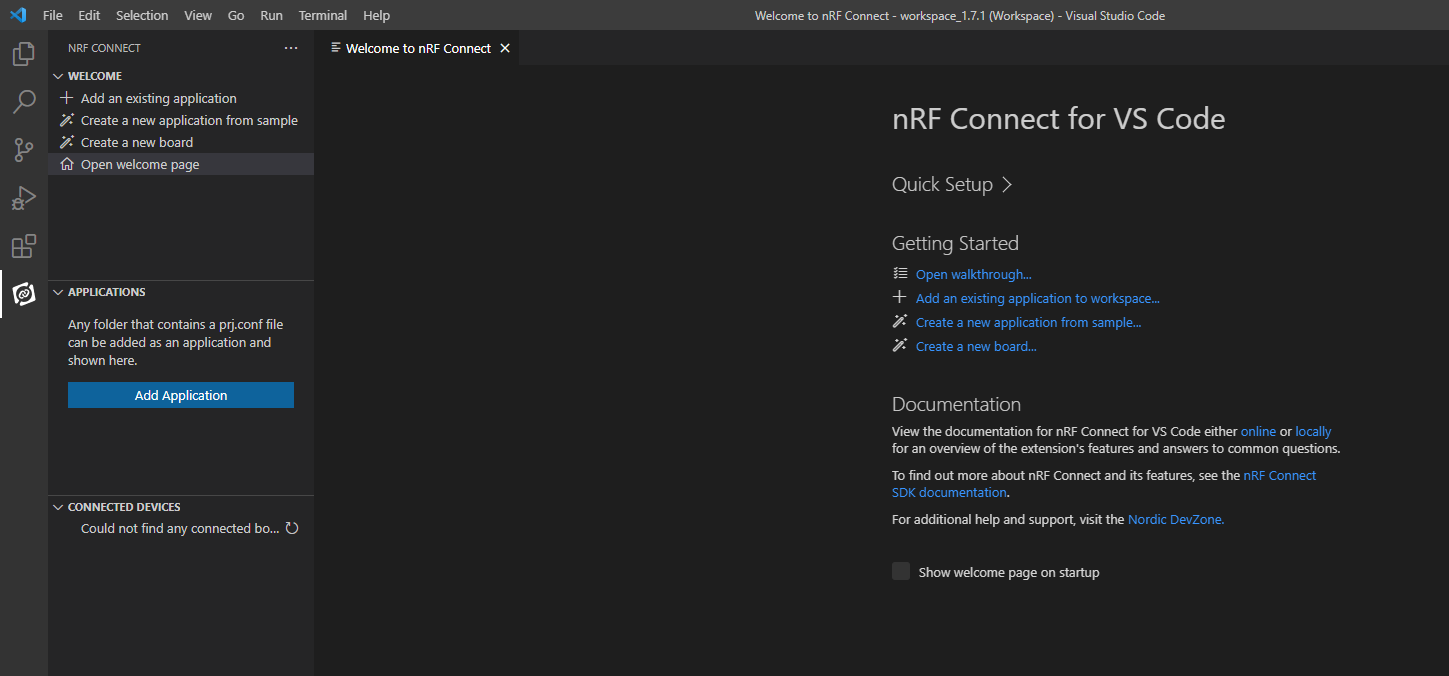 File Edit Selection View Go Run Terminal Help
Welcome to nRF Connect - workspace_1.7.1 (Workspace) - Visual Studio Code
NRF CONNECT
WELCOME
Add an existing application
Create a new application from sample
Create a new board
Open welcome page
APPLICATIONS
Any folder that contains a prj.conf file
can be added as an application and
shown here.
Add Application
CONNECTED DEVICES
Could not find any connected bo...
Welcome to nRF Connect
nRF Connect for VS Code
Quick Setup
Getting Started
Open walkthrough...
Add an existing application to workspace...
Create a new application from sample...
Create a new board...
Documentation
View the documentation for nRF Connect for VS Code either online or locally
for an overview of the extension's features and answers to common questions.
To find out more about nRF Connect and its features, see the nRF Connect
SDK documentation.
For additional help and support, visit the Nordic DevZone.
Show welcome page on startup